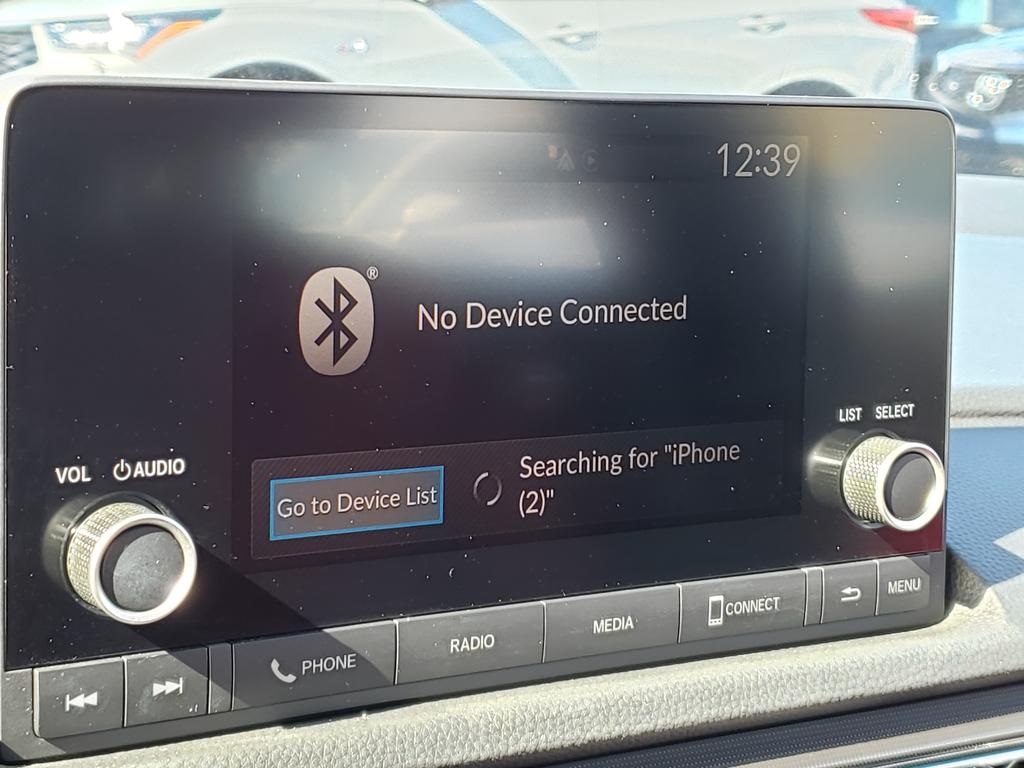 12:39
®
No Device Connected
LIST SELECT
VOL AUDIO
Go to Device List
Searching for "iPhone
(2)"
PHONE
RADIO
MEDIA
CONNECT
MENU